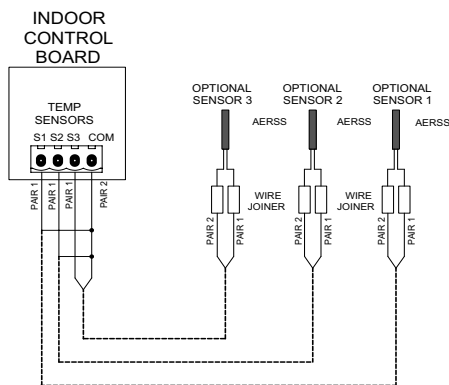 INDOOR
CONTROL
BOARD
TEMP
SENSORS
S1 S2 S3 COM
PAIR 1
PAIR 1
PAIR 1
PAIR 2
OPTIONAL
SENSOR 3
OPTIONAL
SENSOR 2
OPTIONAL
SENSOR 1
AERSS
AERSS
AERSS
WIRE
JOINER
WIRE
JOINER
PAIR 2
PAIR 1
PAIR 2
PAIR 1
PAIR 2
PAIR 1